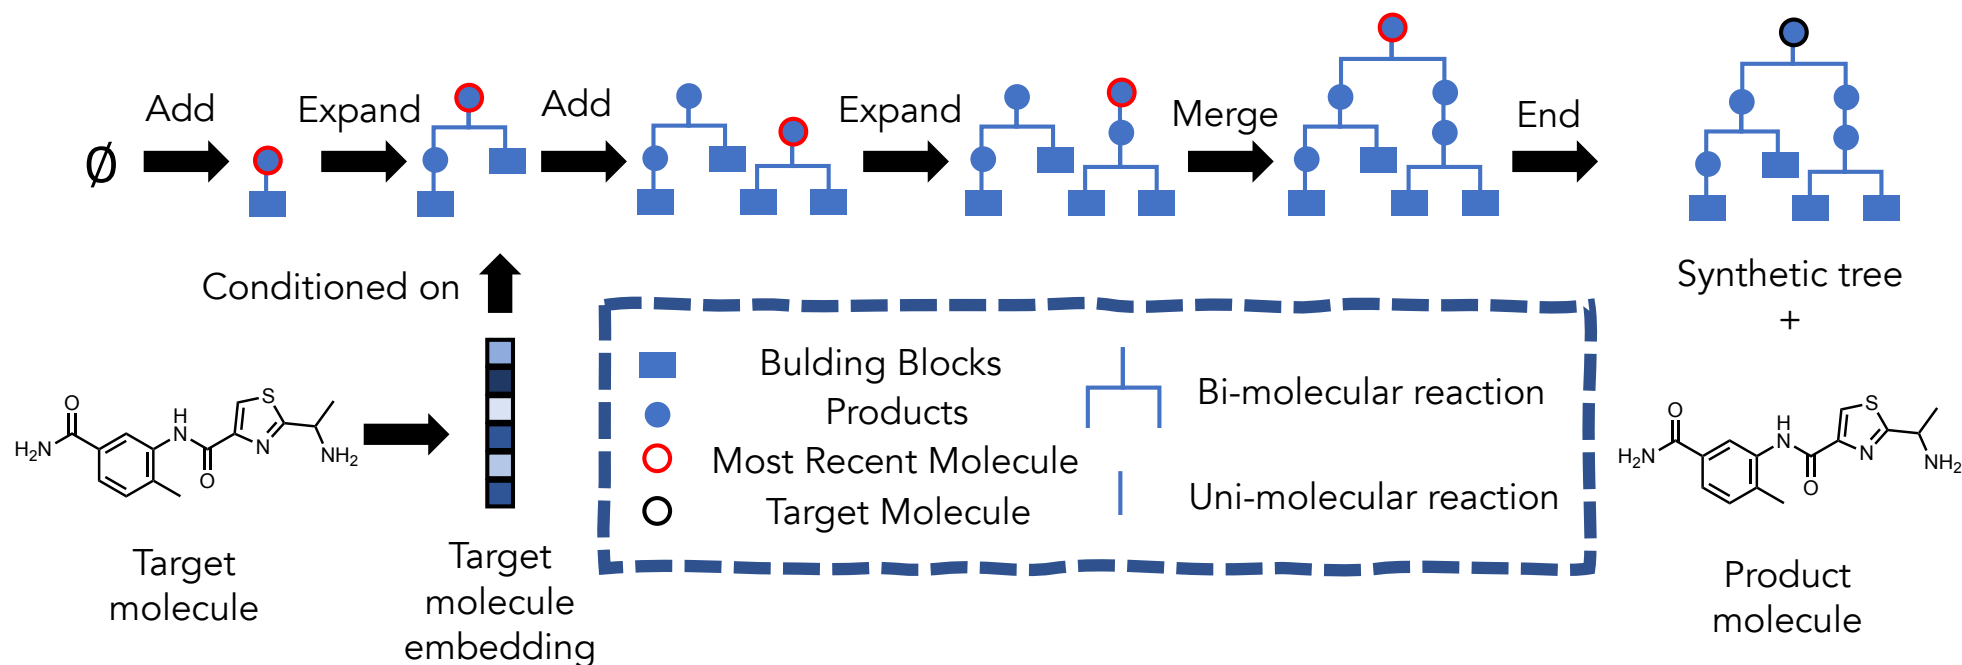 Add
Expand
Add
Expand
Merge
End
∅
Conditioned on
Synthetic tree
+
Bulding Blocks
Products
Most Recent Molecule
Target Molecule
Bi-molecular reaction
Uni-molecular reaction
O
H
N
S
H₂N
O
N
NH₂
O
H
N
S
H₂N
O
N
NH₂
Target
molecule
Target
molecule
embedding
Product
molecule